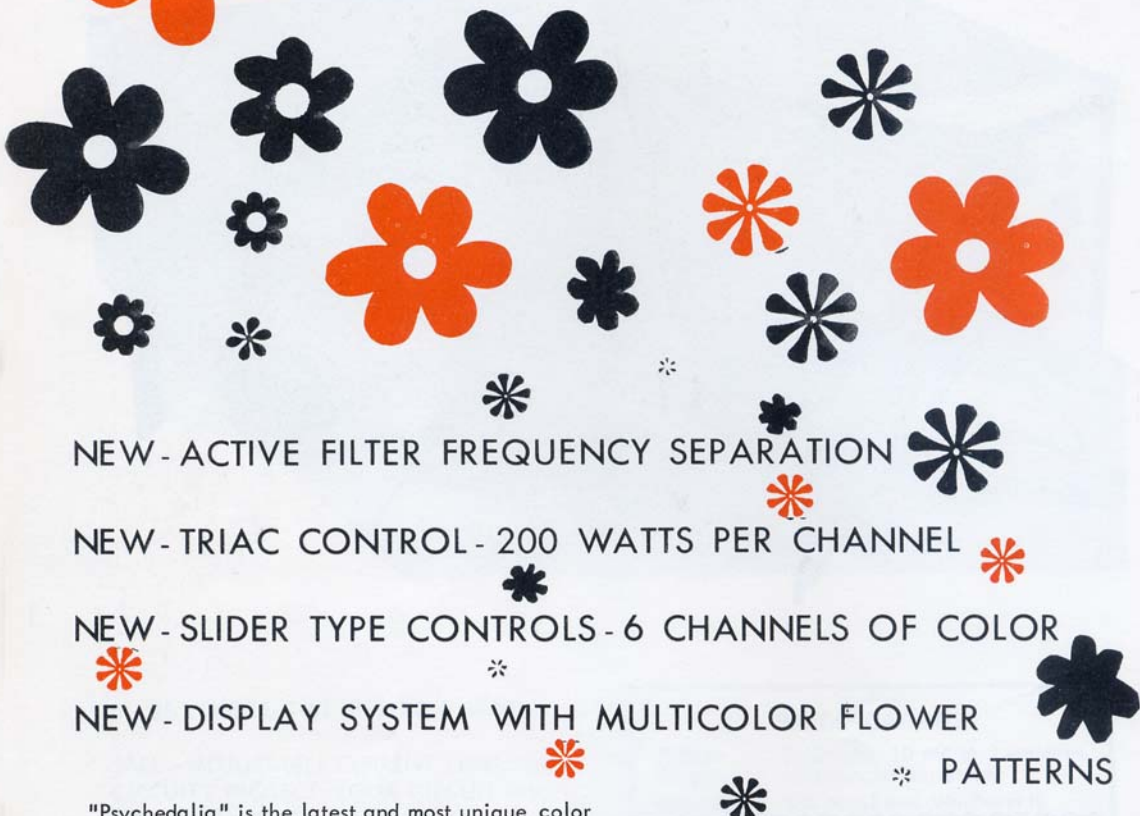 NEW - ACTIVE FILTER FREQUENCY SEPARATION
NEW - TRIAC CONTROL - 200 WATTS PER CHANNEL
NEW - SLIDER TYPE CONTROLS - 6 CHANNELS OF COLOR
NEW - DISPLAY SYSTEM WITH MULTICOLOR FLOWER
PATTERNS
"Psychedalia" is the latest and most unique color